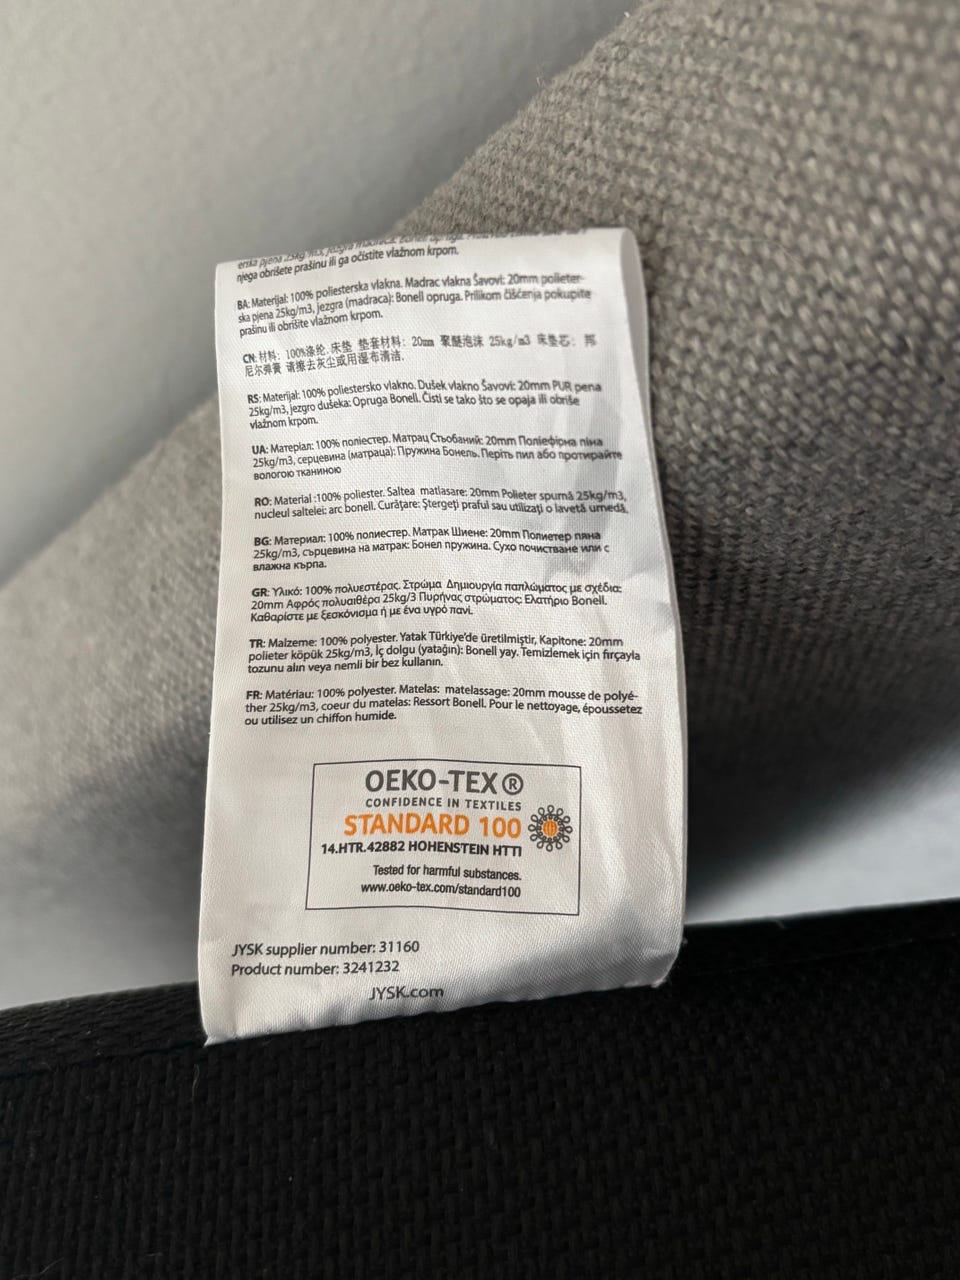 enska pjena 25kg/m3, jezgra madraca: Bonell opruga.
njega obrišete prašinu ili ga očistite vlažnom krpom.
BA: Materijal: 100% poliesterska vlakna. Madrac vlakna Šavovi: 20mm polieter-
ska pjena 25kg/m3, jezgra (madraca): Bonell opruga. Prilikom čišćenja pokupite
prašinu ili obrišite vlažnom krpom.
CN: 材料: 100%涤纶. 床垫 垫套材料: 20mm 聚醚泡沫 25kg/m3 床垫芯: 邦
尼尔弹簧 请擦去灰尘或用湿布清洁.
RS: Materijal: 100% poliestersko vlakno. Dušek vlakno Šavovi: 20mm PUR pena
25kg/m3, jezgro dušeka: Opruga Bonell. Čisti se tako što se opaja ili obriše
vlažnom krpom.
UA: Матеріал: 100% поліестер. Матрац Стьобаний: 20mm Поліефірна піна
25kg/m3, серцевина (матраца): Пружина Бонель. Періть пил або протирайте
вологою тканиною
RO: Material :100% poliester. Saltea matlasare: 20mm Polieter spumă 25kg/m3,
nucleul saltelei: arc bonell. Curăţare: Ştergeţi praful sau utilizaţi o lavetă umedă.
BG: Материал: 100% полиестер. Матрак Шиене: 20mm Полиетер пяна
25kg/m3, сърцевина на матрак: Бонел пружина. Сухо почистване или с
влажна кърпа.
GR: Υλικό: 100% πολυεστέρας. Στρώμα Δημιουργία παπλώματος με σχέδια:
20mm Αφρός πολυαιθέρα 25kg/3 Πυρήνας στρώματος: Ελατήριο Bonell.
Καθαρίστε με ξεσκόνισμα ή με ένα υγρό πανί.
TR: Malzeme: 100% polyester. Yatak Türkiye'de üretilmiştir, Kapitone: 20mm
polieter köpük 25kg/m3, İç dolgu (yatağın): Bonell yay. Temizlemek için fırçayla
tozunu alın veya nemli bir bez kullanın.
FR: Matériau: 100% polyester. Matelas: matelassage: 20mm mousse de polyé-
ther 25kg/m3, coeur du matelas: Ressort Bonell. Pour le nettoyage, époussetez
ou utilisez un chiffon humide.
OEKO-TEX®
CONFIDENCE IN TEXTILES
STANDARD 100
14.HTR.42882 HOHENSTEIN HTTI
Tested for harmful substances.
www.oeko-tex.com/standard100
JYSK supplier number: 31160
Product number: 3241232
JYSK.com